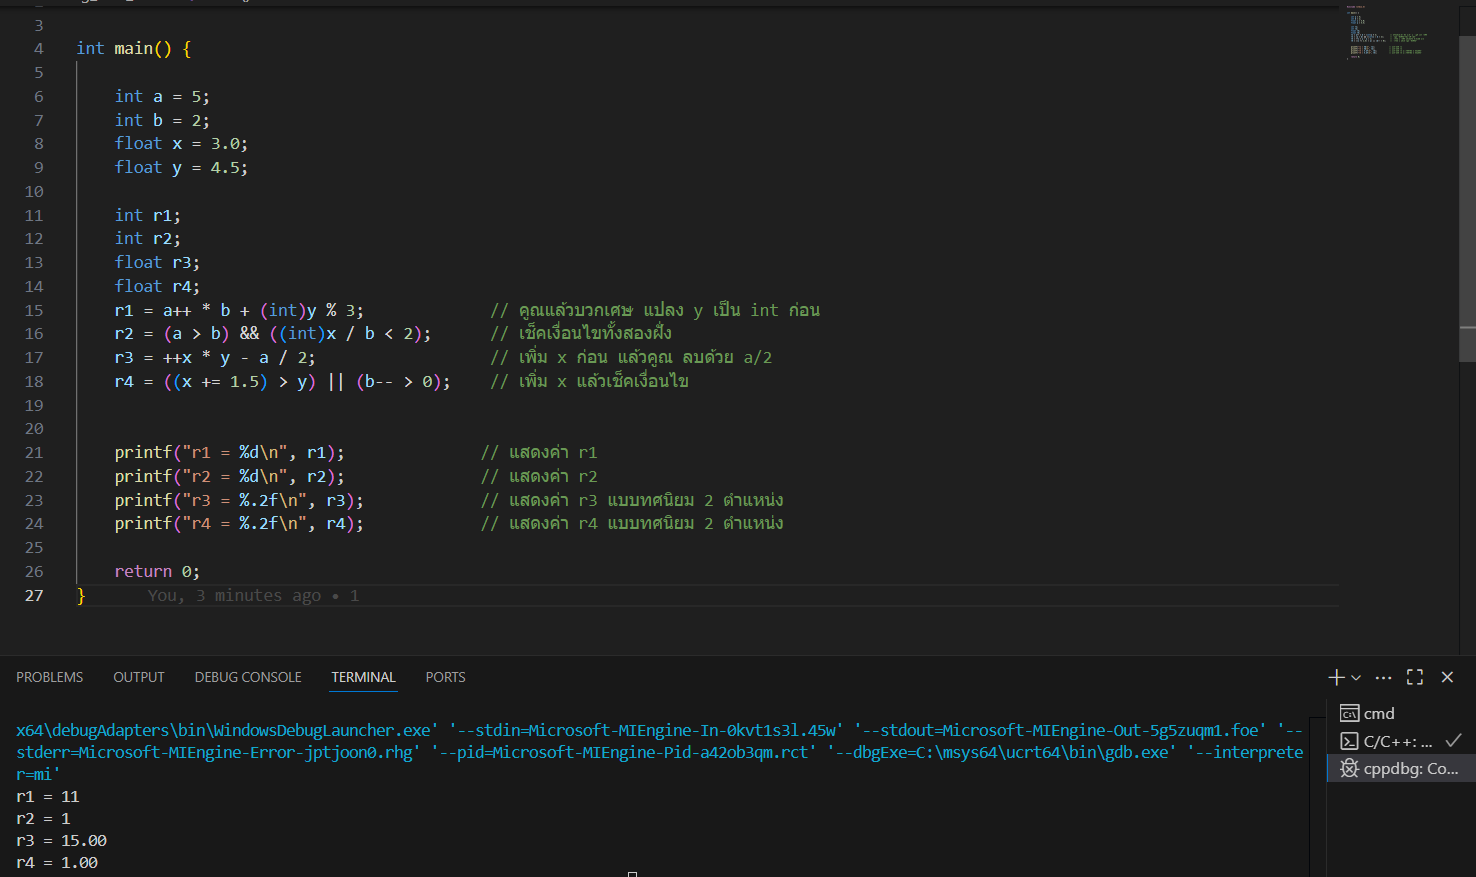 3
4 int main() {
5
6 int a = 5;
7 int b = 2;
8 float x = 3.0;
9 float y = 4.5;
10
11 int r1;
12 int r2;
13 float r3;
14 float r4;
15 r1 = a++ * b + (int)y % 3; // คูณแล้วบวกเศษ แปลง y เป็น int ก่อน
16 r2 = (a > b) && ((int)x / b < 2); // เช็คเงื่อนไขทั้งสองฝั่ง
17 r3 = ++x * y - a / 2; // เพิ่ม x ก่อน แล้วคูณ ลบด้วย a/2
18 r4 = ((x += 1.5) > y) || (b-- > 0); // เพิ่ม x แล้วเช็คเงื่อนไข
19
20
21 printf("r1 = %d\n", r1); // แสดงค่า r1
22 printf("r2 = %d\n", r2); // แสดงค่า r2
23 printf("r3 = %.2f\n", r3); // แสดงค่า r3 แบบทศนิยม 2 ตำแหน่ง
24 printf("r4 = %.2f\n", r4); // แสดงค่า r4 แบบทศนิยม 2 ตำแหน่ง
25
26 return 0;
27 } You, 3 minutes ago • 1
PROBLEMS OUTPUT DEBUG CONSOLE TERMINAL PORTS
x64\debugAdapters\bin\WindowsDebugLauncher.exe' '--stdin=Microsoft-MIEngine-In-0kvt1s3l.45w' '--stdout=Microsoft-MIEngine-Out-5g5zuqm1.foe' '--
stderr=Microsoft-MIEngine-Error-jptjoon0.rhg' '--pid=Microsoft-MIEngine-Pid-a42ob3qm.rct' '--dbgExe=C:\msys64\ucrt64\bin\gdb.exe' '--interprete
r=mi'
r1 = 11
r2 = 1
r3 = 15.00
r4 = 1.00
cmd
C/C++: ...
cppdbg: Co...